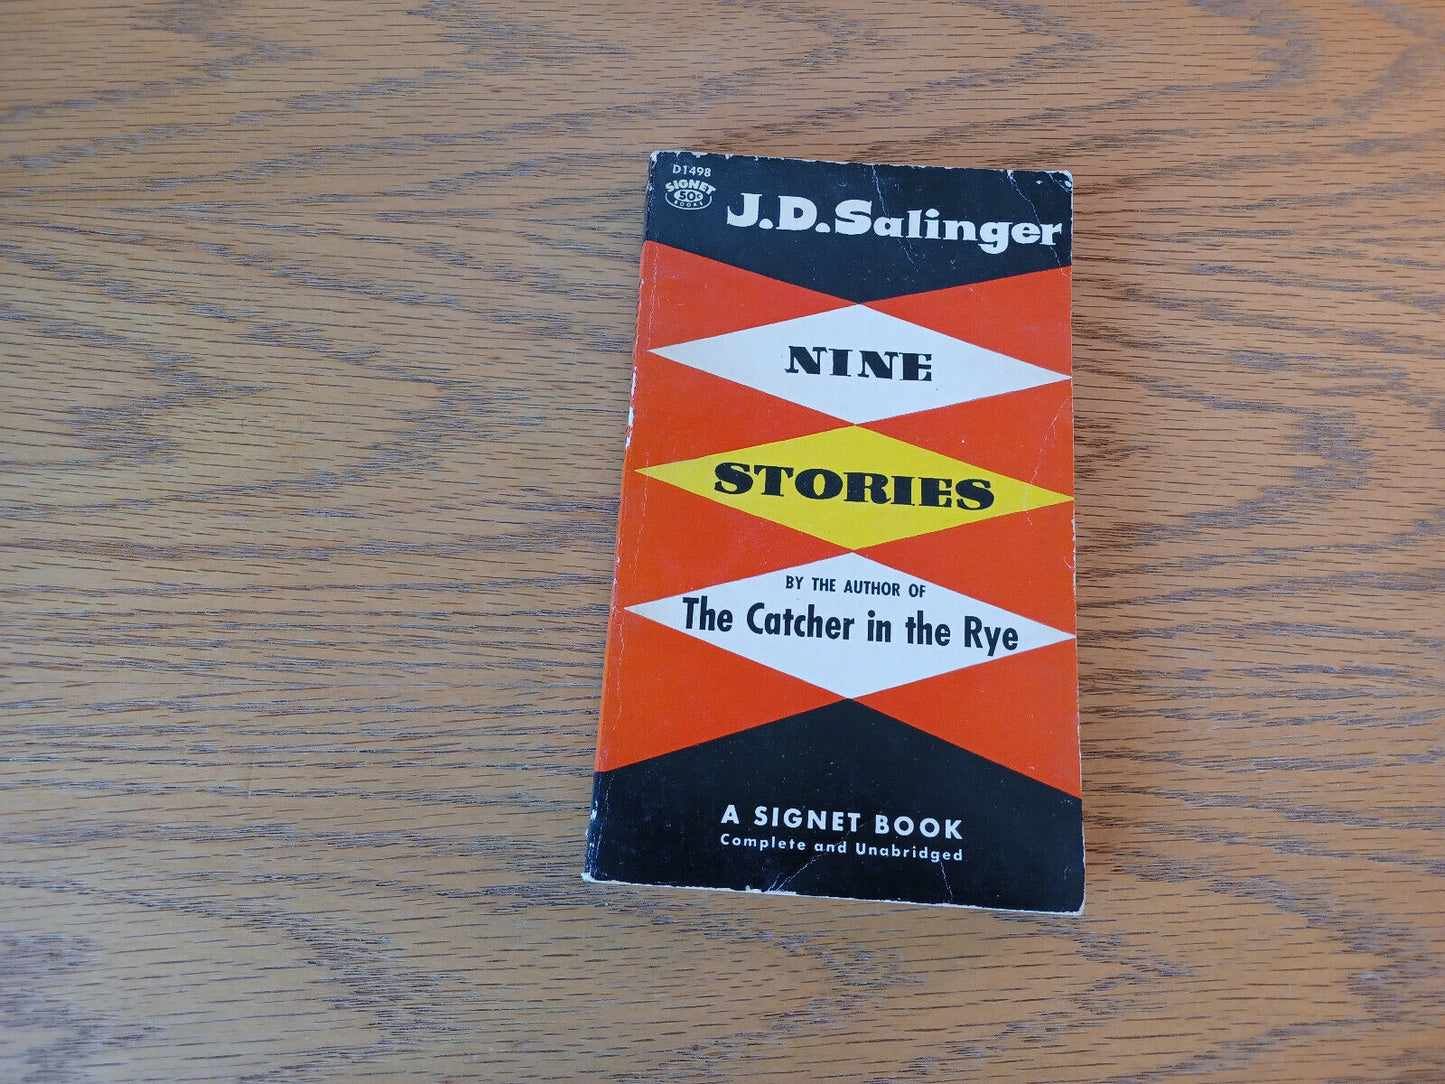 D1498
SIGNET
50¢
BOOKS
J.D.Salinger
NINE
STORIES
BY THE AUTHOR OF
The Catcher in the Rye
A SIGNET BOOK
Complete and Unabridged